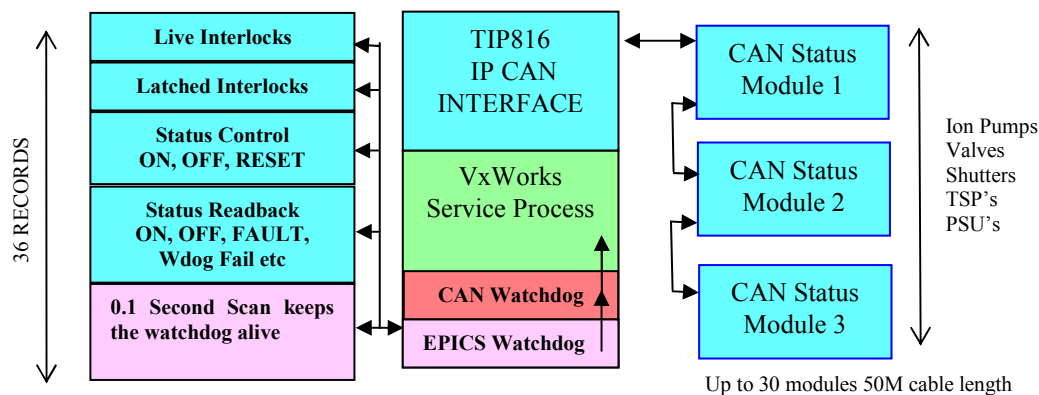 36 RECORDS
Live Interlocks
Latched Interlocks
Status Control
ON, OFF, RESET
Status Readback
ON, OFF, FAULT,
Wdog Fail etc
0.1 Second Scan keeps
the watchdog alive
TIP816
IP CAN
INTERFACE
VxWorks
Service Process
CAN Watchdog
EPICS Watchdog
CAN Status
Module 1
CAN Status
Module 2
CAN Status
Module 3
Ion Pumps
Valves
Shutters
TSP's
PSU's
Up to 30 modules 50M cable length